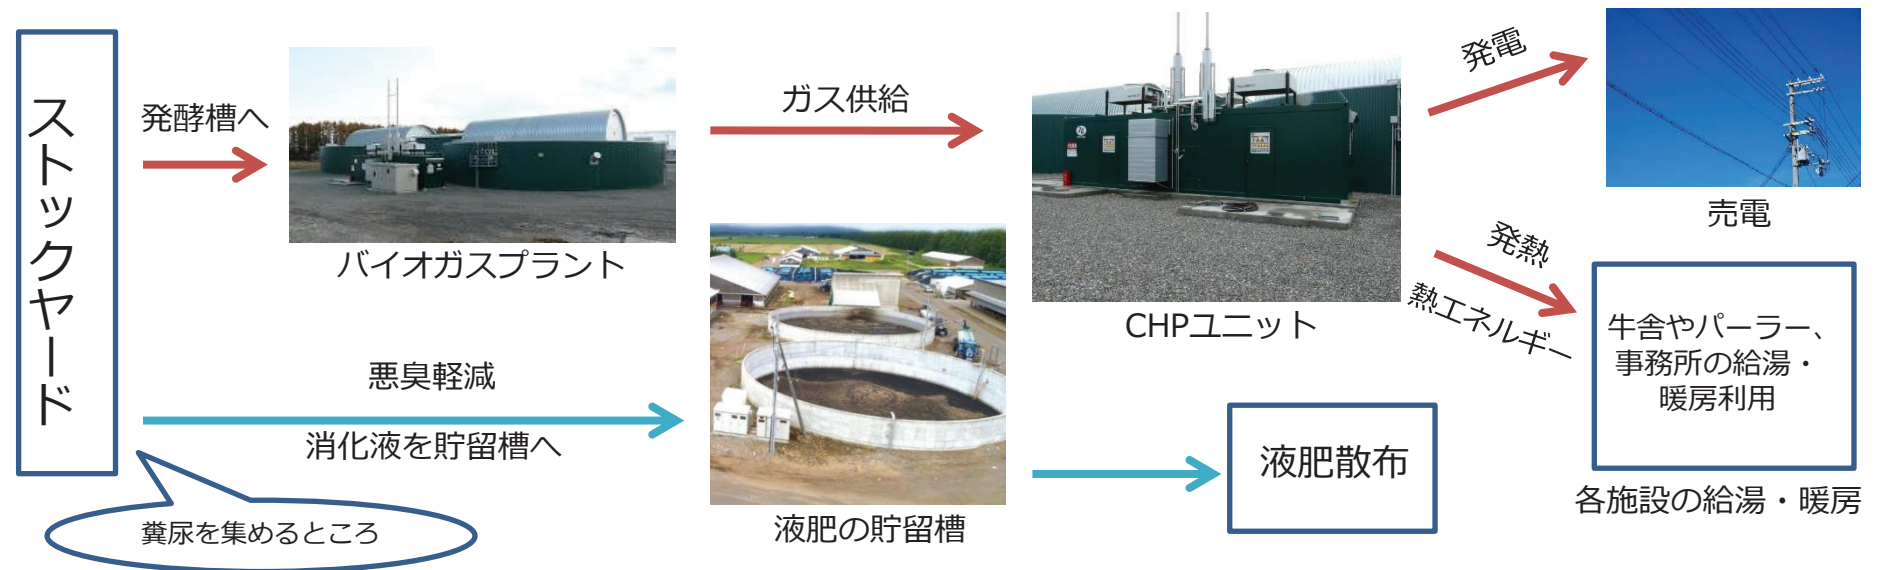 ストックヤード
発酵槽へ
バイオガスプラント
ガス供給
CHPユニット
発電
売電
発熱
熱エネルギー
牛舎やパーラー、
事務所の給湯・
暖房利用
各施設の給湯・暖房
悪臭軽減
消化液を貯留槽へ
液肥の貯留槽
液肥散布
糞尿を集めるところ